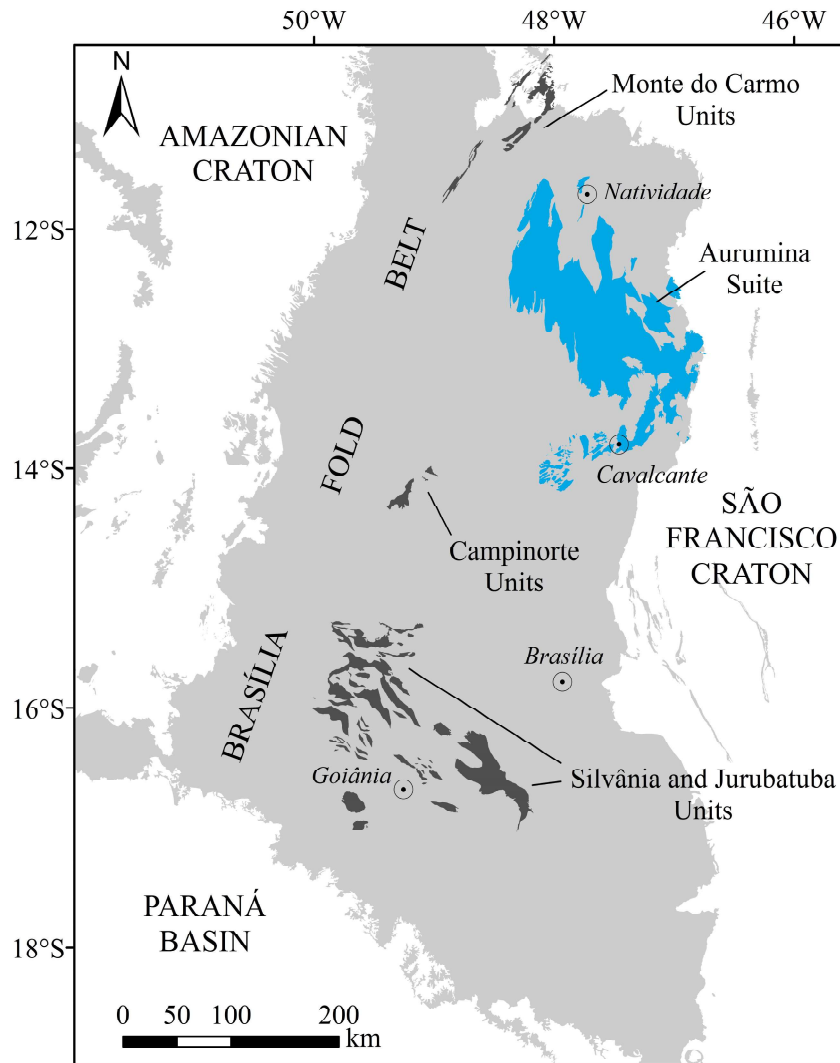 50°W
48°W
46°W
N
Monte do Carmo
Units
AMAZONIAN
CRATON
Natividade
12°S
BELT
Aurumina
Suite
FOLD
14°S
Cavalcante
SÃO
FRANCISCO
CRATON
Campinorte
Units
BRASÍLIA
Brasília
16°S
Goiânia
Silvânia and Jurubatuba
Units
PARANÁ
BASIN
18°S
0 50 100 200
km